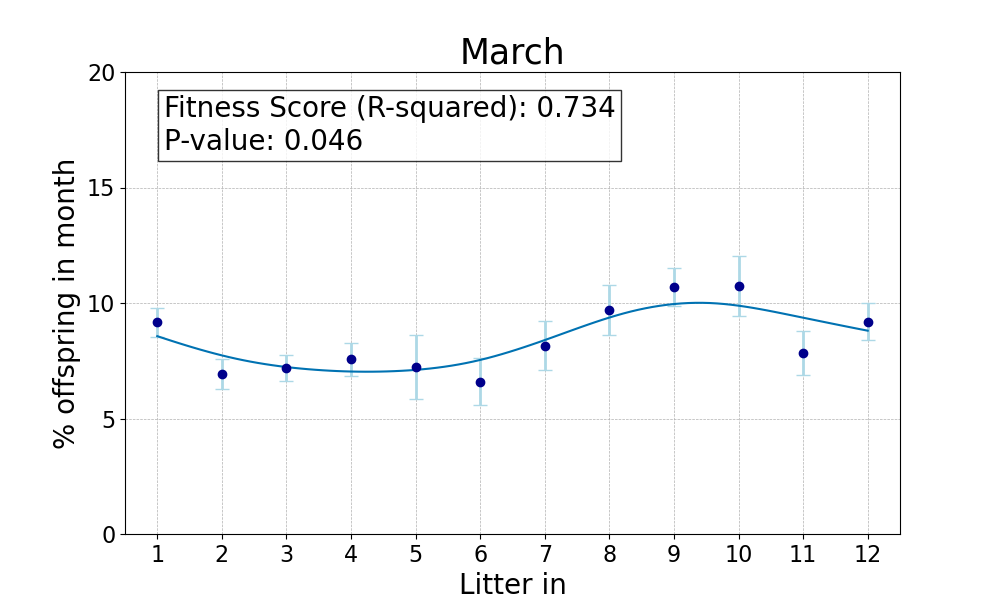 March
Fitness Score (R-squared): 0.734
P-value: 0.046
% offspring in month
20
15
10
5
0
1 2 3 4 5 6 7 8 9 10 11 12
Litter in